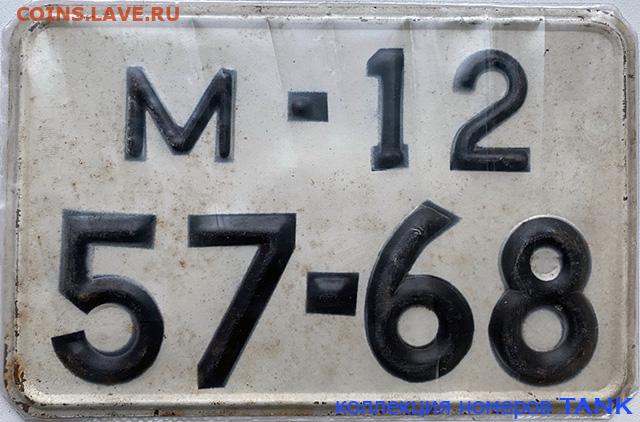 COINS.LAVE.RU
М-12
57-68
коллекция номеров TANK